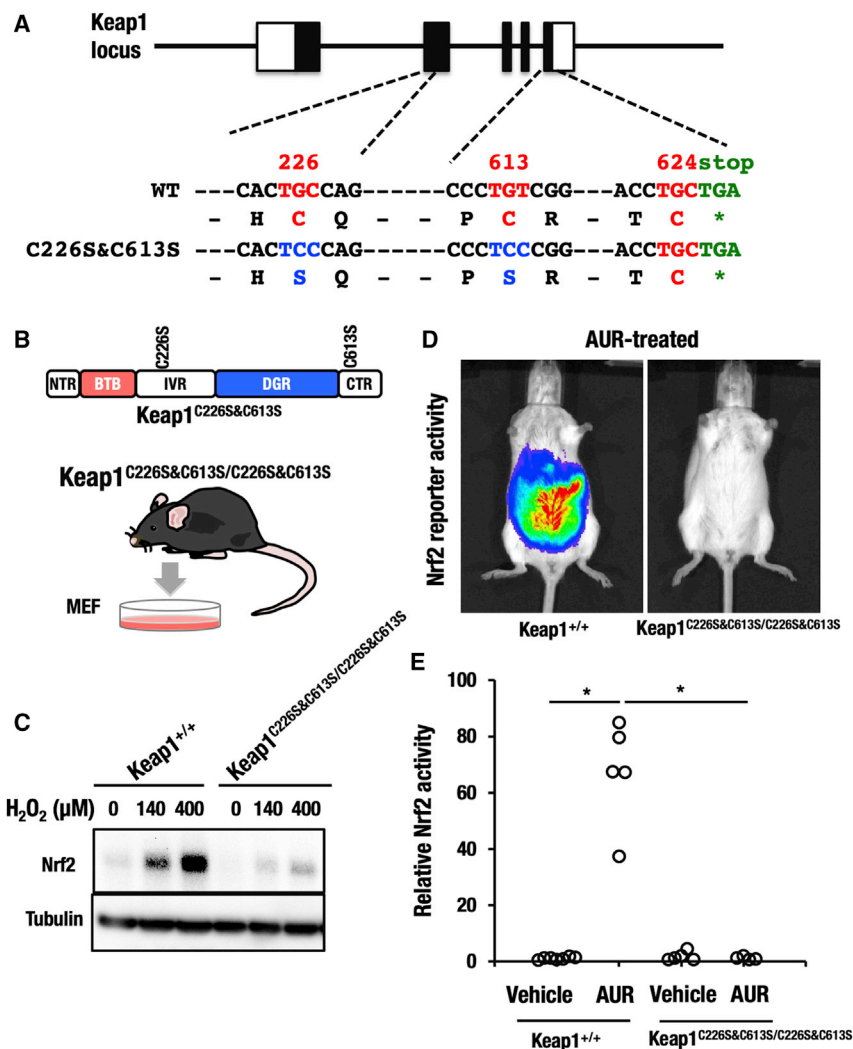 A
Keap1
locus
226 613 624stop
WT ---CACTGCCAG------CCCTGTCGG---ACCTGCTGA
- H C Q - - P C R - T C *
C226S&C613S ---CACTCCCAG------CCCTCCCGG---ACCTGCTGA
- H S Q - - P S R - T C *
B
C226S
C613S
NTR BTB IVR DGR CTR
Keap1C226S&C613S
Keap1C226S&C613S/C226S&C613S
MEF
C
Keap1+/+
Keap1C226S&C613S/C226S&C613S
H2O2 (μM) 0 140 400 0 140 400
Nrf2
Tubulin
D
AUR-treated
Nrf2 reporter activity
Keap1+/+
Keap1C226S&C613S/C226S&C613S
E
Relative Nrf2 activity
100
80
60
40
20
0
* *
Vehicle AUR Vehicle AUR
Keap1+/+
Keap1C226S&C613S/C226S&C613S